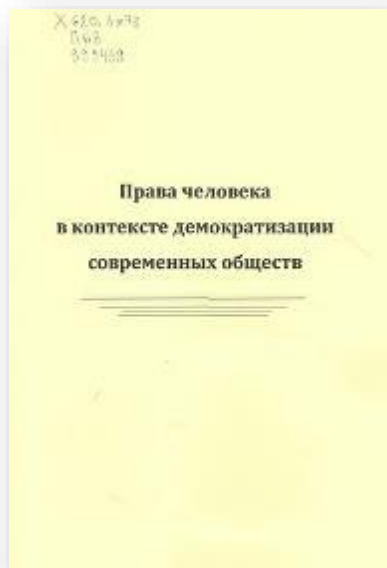 Права человека
в контексте демократизации
современных обществ